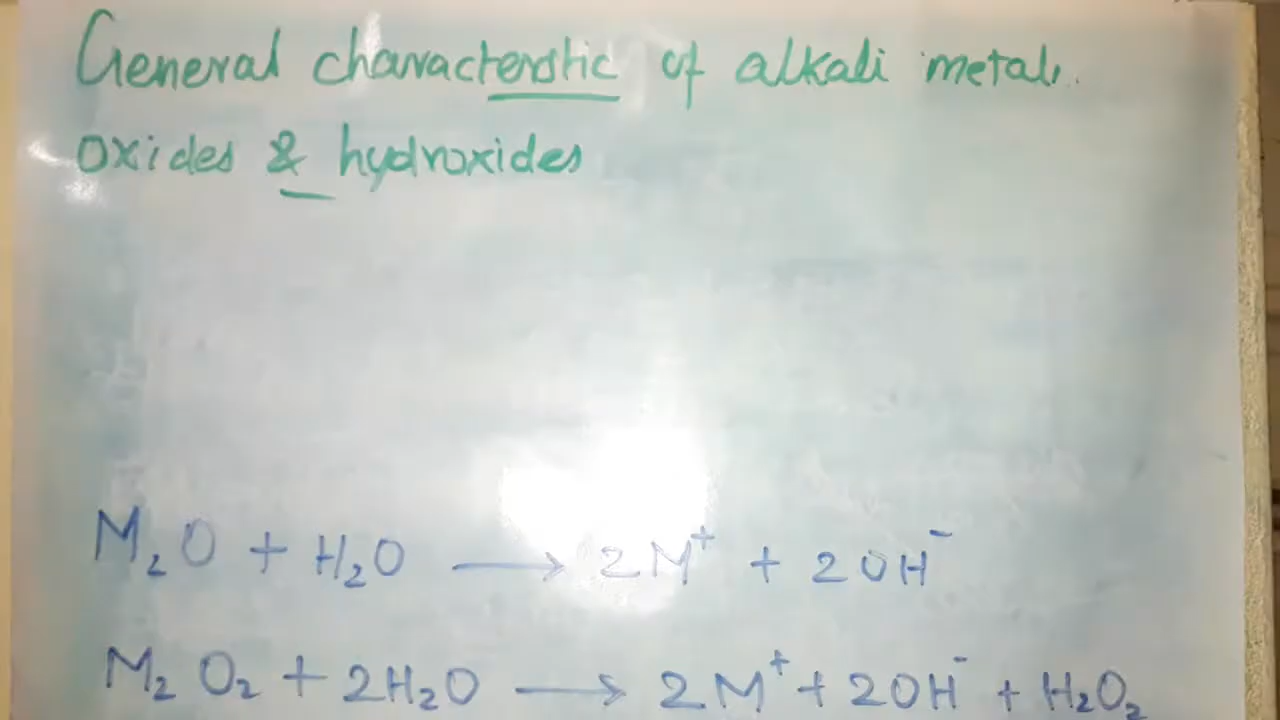 General characterstic of alkali metals.
oxides & hydroxides
M₂O + H₂O ⟶ 2M⁺ + 2OH⁻
M₂O₂ + 2H₂O ⟶ 2M⁺ + 2OH⁻ + H₂O₂